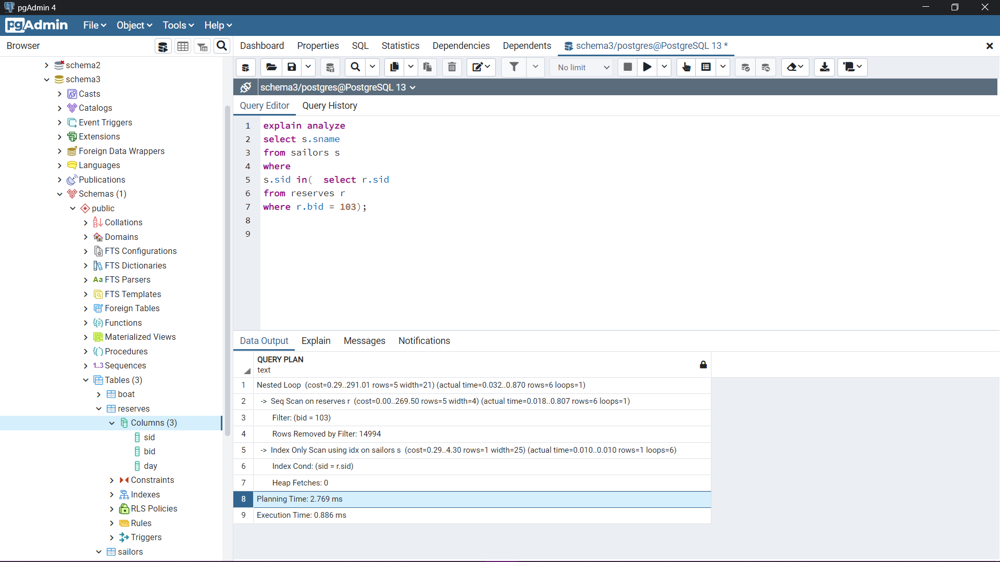 pgAdmin 4
pgAdmin
File
Object
Tools
Help
Browser
Dashboard
Properties
SQL
Statistics
Dependencies
Dependents
schema3/postgres@PostgreSQL 13 *
No limit
schema2
schema3
Casts
Catalogs
Event Triggers
Extensions
Foreign Data Wrappers
Languages
Publications
Schemas (1)
public
Collations
Domains
FTS Configurations
FTS Dictionaries
Aa FTS Parsers
FTS Templates
Foreign Tables
Functions
Materialized Views
Procedures
1..3 Sequences
Tables (3)
boat
reserves
Columns (3)
sid
bid
day
Constraints
Indexes
RLS Policies
Rules
Triggers
sailors
schema3/postgres@PostgreSQL 13
Query Editor
Query History
1 explain analyze
2 select s.sname
3 from sailors s
4 where
5 s.sid in(  select r.sid
6 from reserves r
7 where r.bid = 103);
8
9
Data Output
Explain
Messages
Notifications
QUERY PLAN
text
1 Nested Loop (cost=0.29..291.01 rows=5 width=21) (actual time=0.032..0.870 rows=6 loops=1)
2 -> Seq Scan on reserves r (cost=0.00..269.50 rows=5 width=4) (actual time=0.018..0.807 rows=6 loops=1)
3 Filter: (bid = 103)
4 Rows Removed by Filter: 14994
5 -> Index Only Scan using idx on sailors s (cost=0.29..4.30 rows=1 width=25) (actual time=0.010..0.010 rows=1 loops=6)
6 Index Cond: (sid = r.sid)
7 Heap Fetches: 0
8 Planning Time: 2.769 ms
9 Execution Time: 0.886 ms